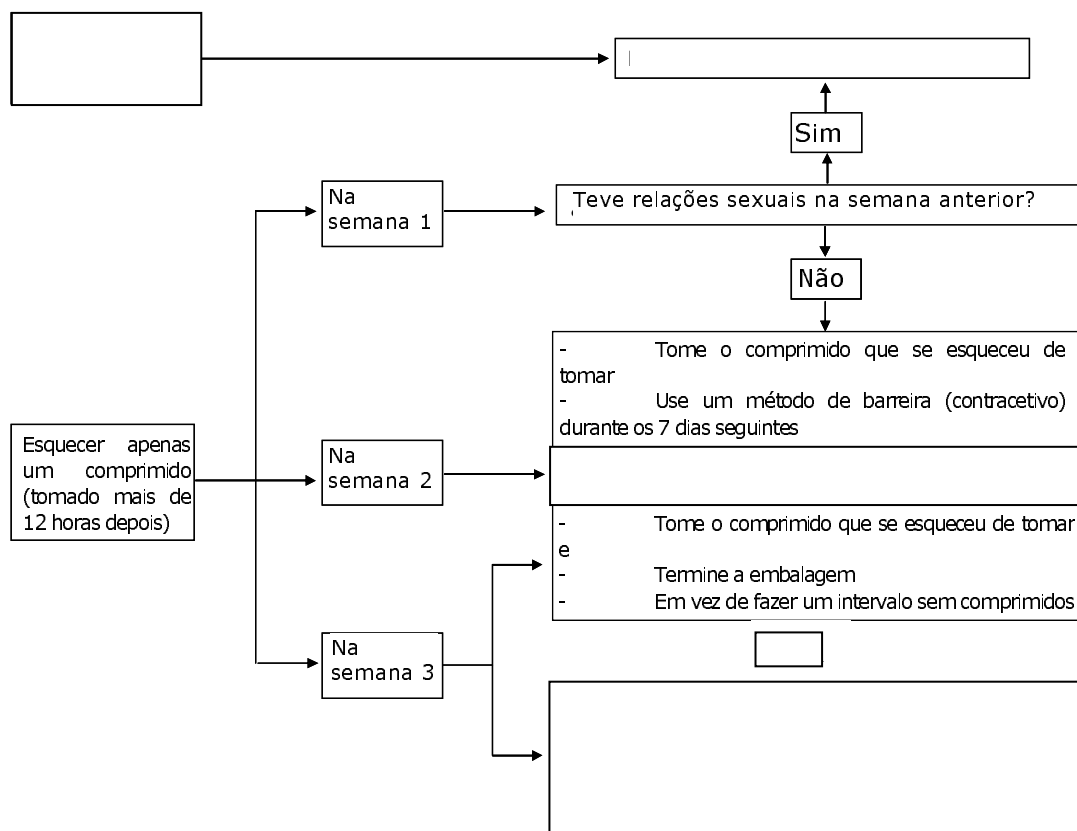 Sim
Na
semana 1
Teve relações sexuais na semana anterior?
Não
- Tome o comprimido que se esqueceu de
tomar
- Use um método de barreira (contracetivo)
durante os 7 dias seguintes
Esquecer apenas
um comprimido
(tomado mais de
12 horas depois)
Na
semana 2
- Tome o comprimido que se esqueceu de tomar
e
- Termine a embalagem
- Em vez de fazer um intervalo sem comprimidos
Na
semana 3